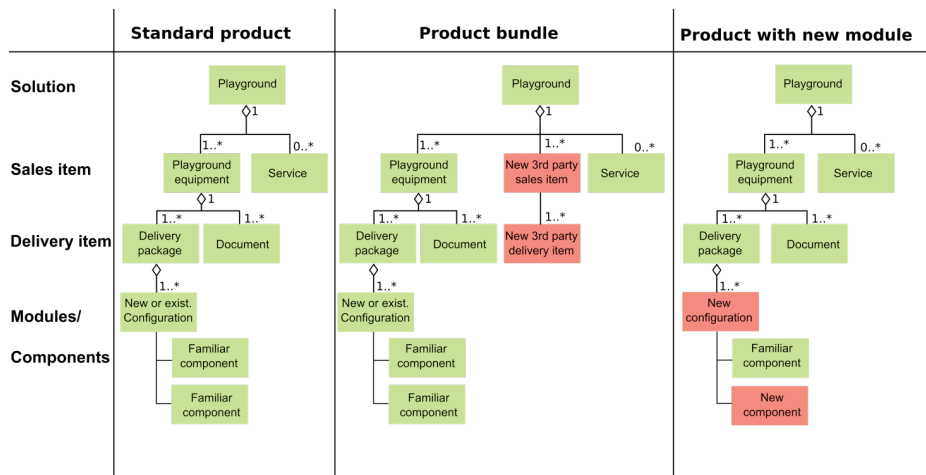 Standard product
Product bundle
Product with new module
Solution
Playground
1
Playground
1
Playground
1
1..*
0..*
1..*
1..*
0..*
1..*
0..*
Sales item
Playground
equipment
Service
Playground
equipment
New 3rd party
sales item
Service
Playground
equipment
Service
1
1
1
1..*
1..*
1..*
1..*
1..*
1..*
1..*
Delivery item
Delivery
package
Document
Delivery
package
Document
New 3rd party
delivery item
Delivery
package
Document
1..*
1..*
1..*
Modules/
Components
New or exist.
Configuration
New or exist.
Configuration
New
configuration
Familiar
component
Familiar
component
Familiar
component
Familiar
component
Familiar
component
New
component